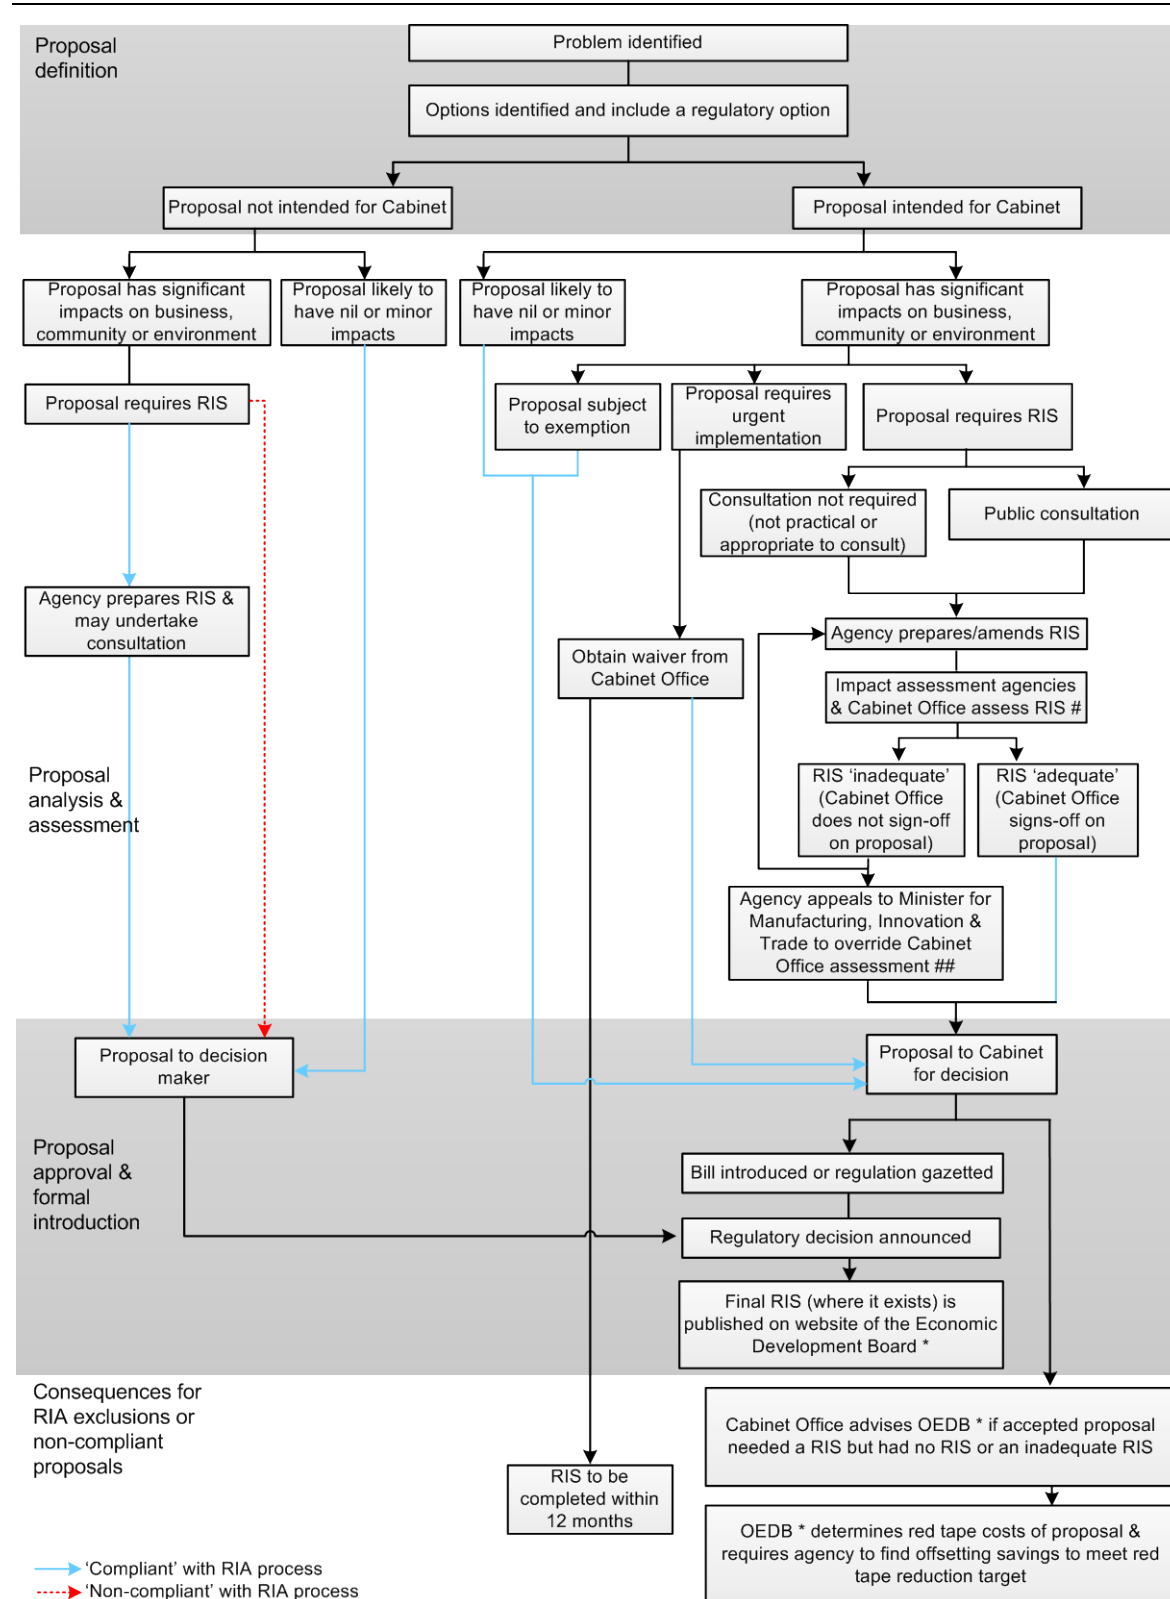 Proposal
definition
Problem identified
Options identified and include a regulatory option
Proposal not intended for Cabinet
Proposal intended for Cabinet
Proposal has significant
impacts on business,
community or environment
Proposal likely to
have nil or minor
impacts
Proposal likely to
have nil or minor
impacts
Proposal has significant
impacts on business,
community or environment
Proposal requires RIS
Proposal subject
to exemption
Proposal requires
urgent
implementation
Proposal requires RIS
Consultation not required
(not practical or
appropriate to consult)
Public consultation
Agency prepares RIS &
may undertake
consultation
Obtain waiver from
Cabinet Office
Agency prepares/amends RIS
Impact assessment agencies
& Cabinet Office assess RIS #
Proposal
analysis &
assessment
RIS ‘inadequate’
(Cabinet Office
does not sign-off
on proposal)
RIS ‘adequate’
(Cabinet Office
signs-off on
proposal)
Agency appeals to Minister for
Manufacturing, Innovation &
Trade to override Cabinet
Office assessment ##
Proposal to decision
maker
Proposal to Cabinet
for decision
Proposal
approval &
formal
introduction
Bill introduced or regulation gazetted
Regulatory decision announced
Final RIS (where it exists) is
published on website of the Economic
Development Board *
Consequences for
RIA exclusions or
non-compliant
proposals
RIS to be
completed within
12 months
Cabinet Office advises OEDB * if accepted proposal
needed a RIS but had no RIS or an inadequate RIS
OEDB * determines red tape costs of proposal &
requires agency to find offsetting savings to meet red
tape reduction target
‘Compliant’ with RIA process
‘Non-compliant’ with RIA process